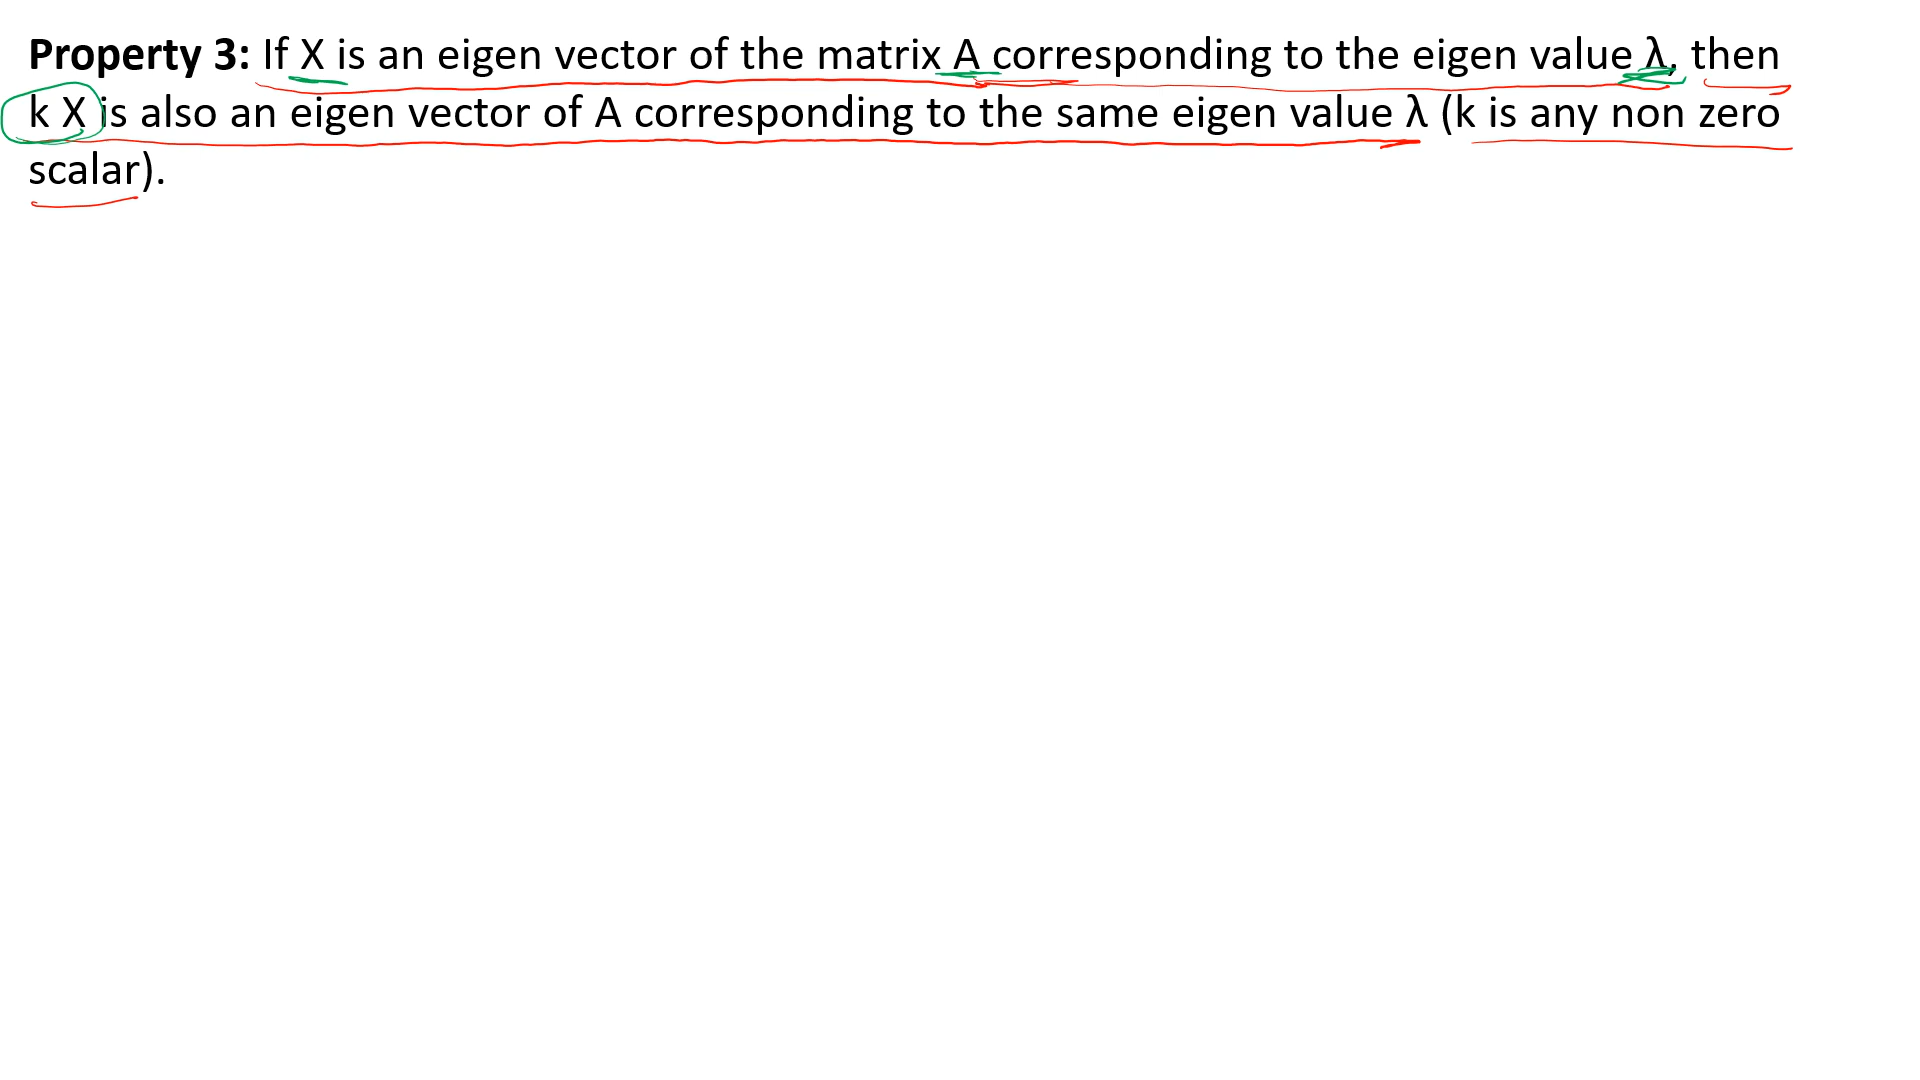 Property 3: If X is an eigen vector of the matrix A corresponding to the eigen value λ, then
k X is also an eigen vector of A corresponding to the same eigen value λ (k is any non zero
scalar).